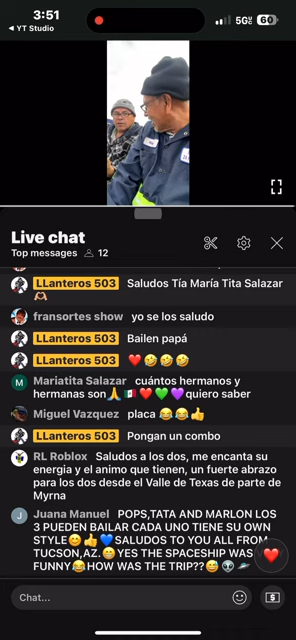 3:51
5G
60
◀ YT Studio
Live chat
Top messages 12
LLanteros 503 Saludos Tía María Tita Salazar
🫶🏼
fransortes show yo se los saludo
LLanteros 503 Bailen papá
LLanteros 503 ❤️🤣🤣🤣
M Mariatita Salazar cuántos hermanos y
hermanas son🙏🇲🇽❤️💚💜quiero saber
Miguel Vazquez placa 😂😂👍
LLanteros 503 Pongan un combo
RL Roblox Saludos a los dos, me encanta su
energia y el animo que tienen, un fuerte abrazo
para los dos desde el Valle de Texas de parte de
Myrna
J Juana Manuel POPS,TATA AND MARLON LOS
3 PUEDEN BAILAR CADA UNO TIENE SU OWN
STYLE😊👍💙SALUDOS TO YOU ALL FROM
TUCSON,AZ.😁YES THE SPACESHIP WAS
FUNNY😂HOW WAS THE TRIP??😅👽🛸
Chat...